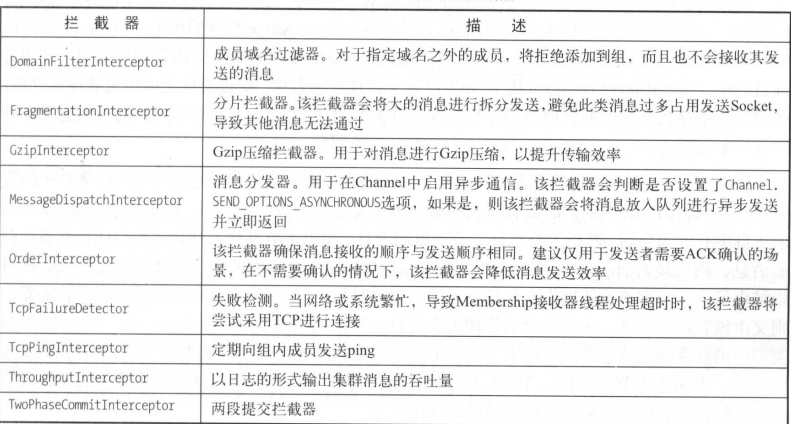 拦 截 器 描 述
DomainFilterInterceptor 成员域名过滤器。对于指定域名之外的成员,将拒绝添加到组,而且也不会接收其发
送的消息
FragmentationInterceptor 分片拦截器。该拦截器会将大的消息进行拆分发送,避免此类消息过多占用发送Socket,
导致其他消息无法通过
GzipInterceptor Gzip压缩拦截器。用于对消息进行Gzip压缩,以提升传输效率
消息分发器。用于在Channel中启用异步通信。该拦截器会判断是否设置了Channel.
MessageDispatchInterceptor SEND_OPTIONS_ASYNCHRONOUS选项,如果是,则该拦截器会将消息放入队列进行异步发送
并立即返回
OrderInterceptor 该拦截器确保消息接收的顺序与发送顺序相同。建议仅用于发送者需要ACK确认的场
景,在不需要确认的情况下,该拦截器会降低消息发送效率
TcpFailureDetector 失败检测。当网络或系统繁忙,导致Membership接收器线程处理超时时,该拦截器将
尝试采用TCP进行连接
TcpPingInterceptor 定期向组内成员发送ping
ThroughputInterceptor 以日志的形式输出集群消息的吞吐量
TwoPhaseCommitInterceptor 两段提交拦截器